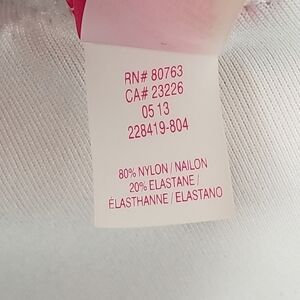 RN# 80763
CA# 23226
05 13
228419-804
80% NYLON / NAILON
20% ELASTANE /
ÉLASTHANNE / ELASTANO